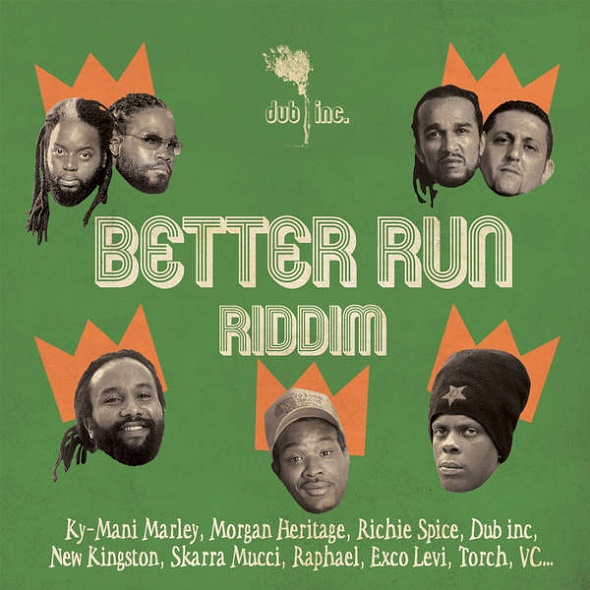 dub inc.
BETTER RUN
RIDDIM
Ky-Mani Marley, Morgan Heritage, Richie Spice, Dub inc,
New Kingston, Skarra Mucci, Raphael, Exco Levi, Torch, VC...